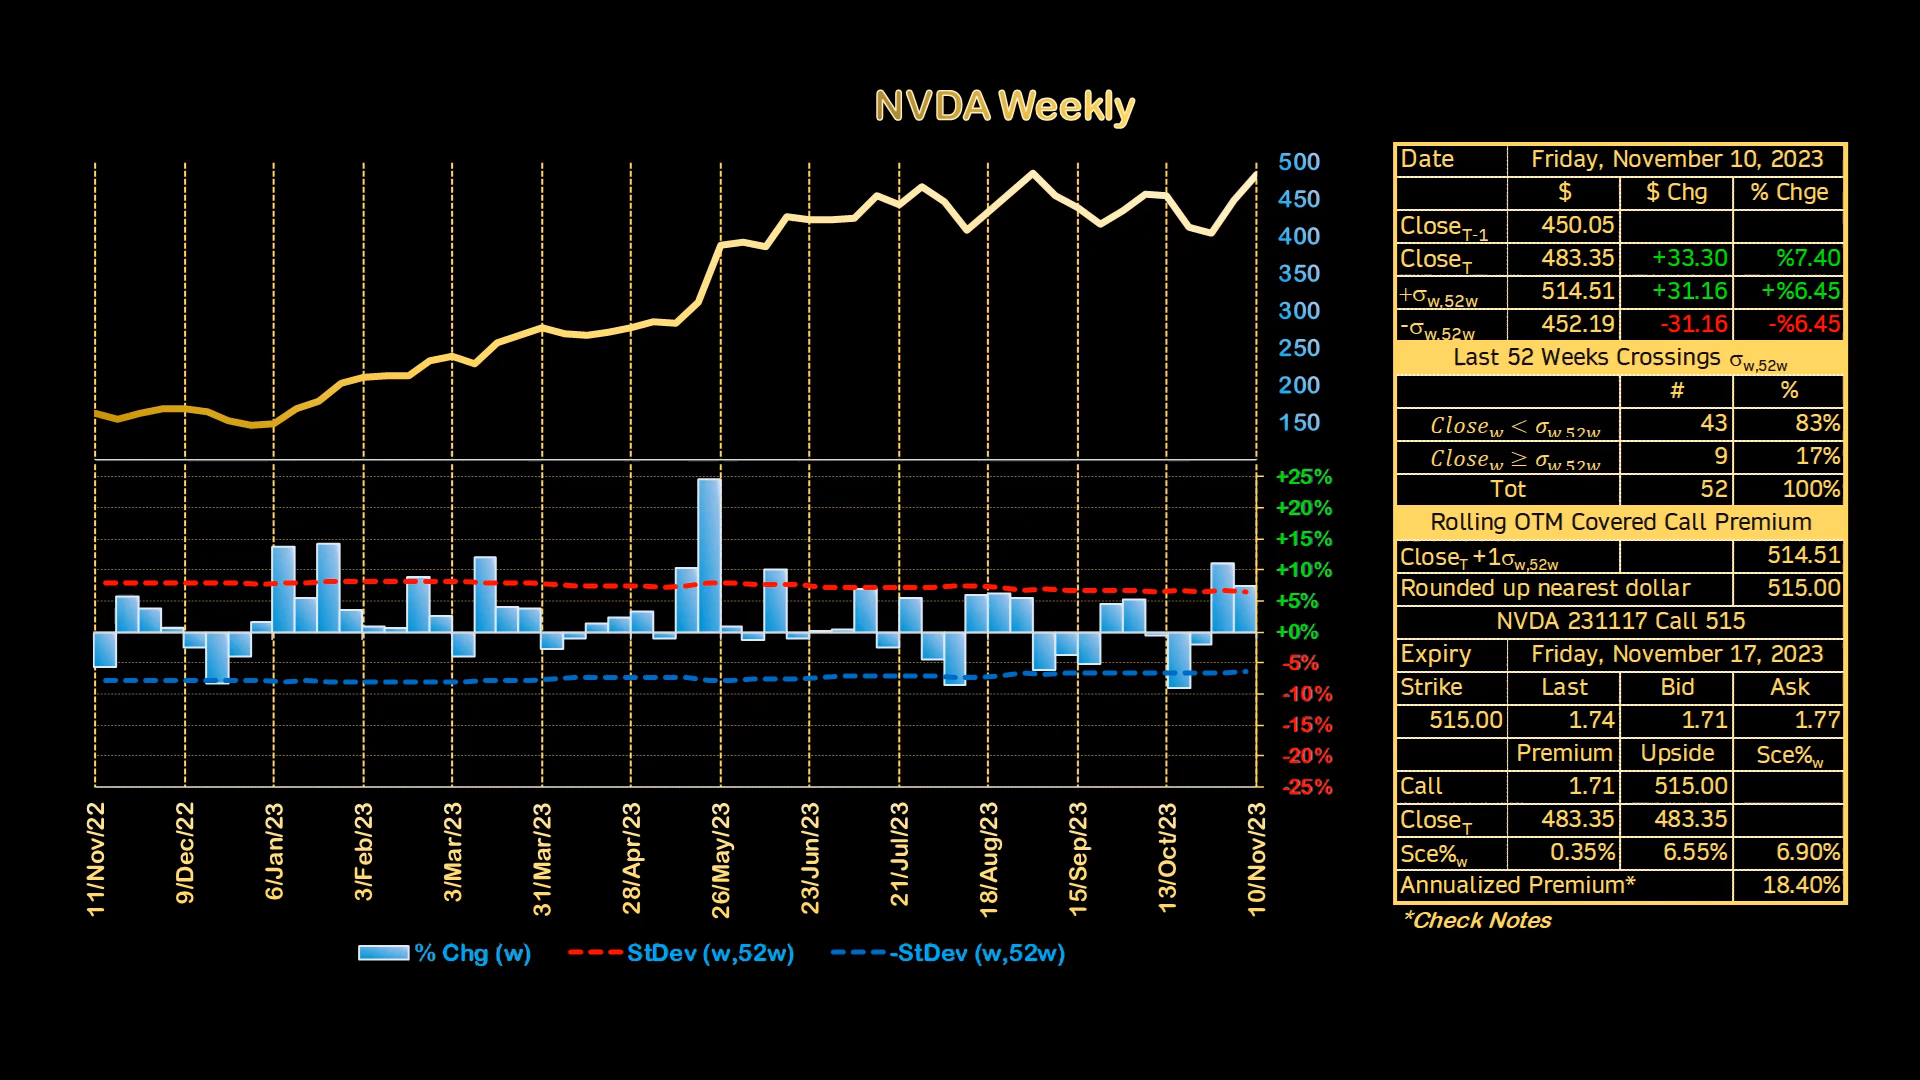 NVDA Weekly
500
450
400
350
300
250
200
150
+25%
+20%
+15%
+10%
+5%
+0%
-5%
-10%
-15%
-20%
-25%
11/Nov/22
9/Dec/22
6/Jan/23
3/Feb/23
3/Mar/23
31/Mar/23
28/Apr/23
26/May/23
23/Jun/23
21/Jul/23
18/Aug/23
15/Sep/23
13/Oct/23
10/Nov/23
% Chg (w) StDev (w,52w) -StDev (w,52w)
Date Friday, November 10, 2023
$ $ Chg % Chge
CloseT-1 450.05
CloseT 483.35 +33.30 %7.40
+σw,52w 514.51 +31.16 +%6.45
-σw,52w 452.19 -31.16 -%6.45
Last 52 Weeks Crossings σw,52w
# %
Closew < σw,52w 43 83%
Closew ≥ σw,52w 9 17%
Tot 52 100%
Rolling OTM Covered Call Premium
CloseT +1σw,52w 514.51
Rounded up nearest dollar 515.00
NVDA 231117 Call 515
Expiry Friday, November 17, 2023
Strike Last Bid Ask
515.00 1.74 1.71 1.77
Premium Upside Sce%w
Call 1.71 515.00
CloseT 483.35 483.35
Sce%w 0.35% 6.55% 6.90%
Annualized Premium* 18.40%
*Check Notes